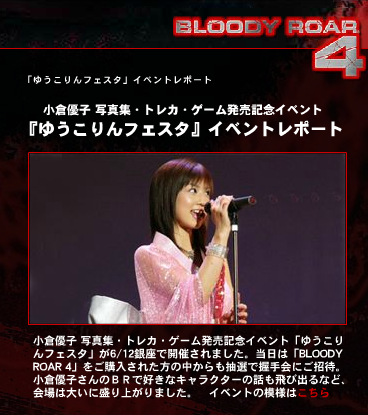 BLOODY ROAR
4
「ゆうこりんフェスタ」イベントレポート
小倉優子 写真集・トレカ・ゲーム発売記念イベント
『ゆうこりんフェスタ』イベントレポート
小倉優子 写真集・トレカ・ゲーム発売記念イベント「ゆうこり
んフェスタ」が6/12銀座で開催されました。当日は「BLOODY
ROAR 4」をご購入された方の中からも抽選で握手会にご招待。
小倉優子さんのＢＲで好きなキャラクターの話も飛び出るなど、
会場は大いに盛り上がりました。　イベントの模様はこちら